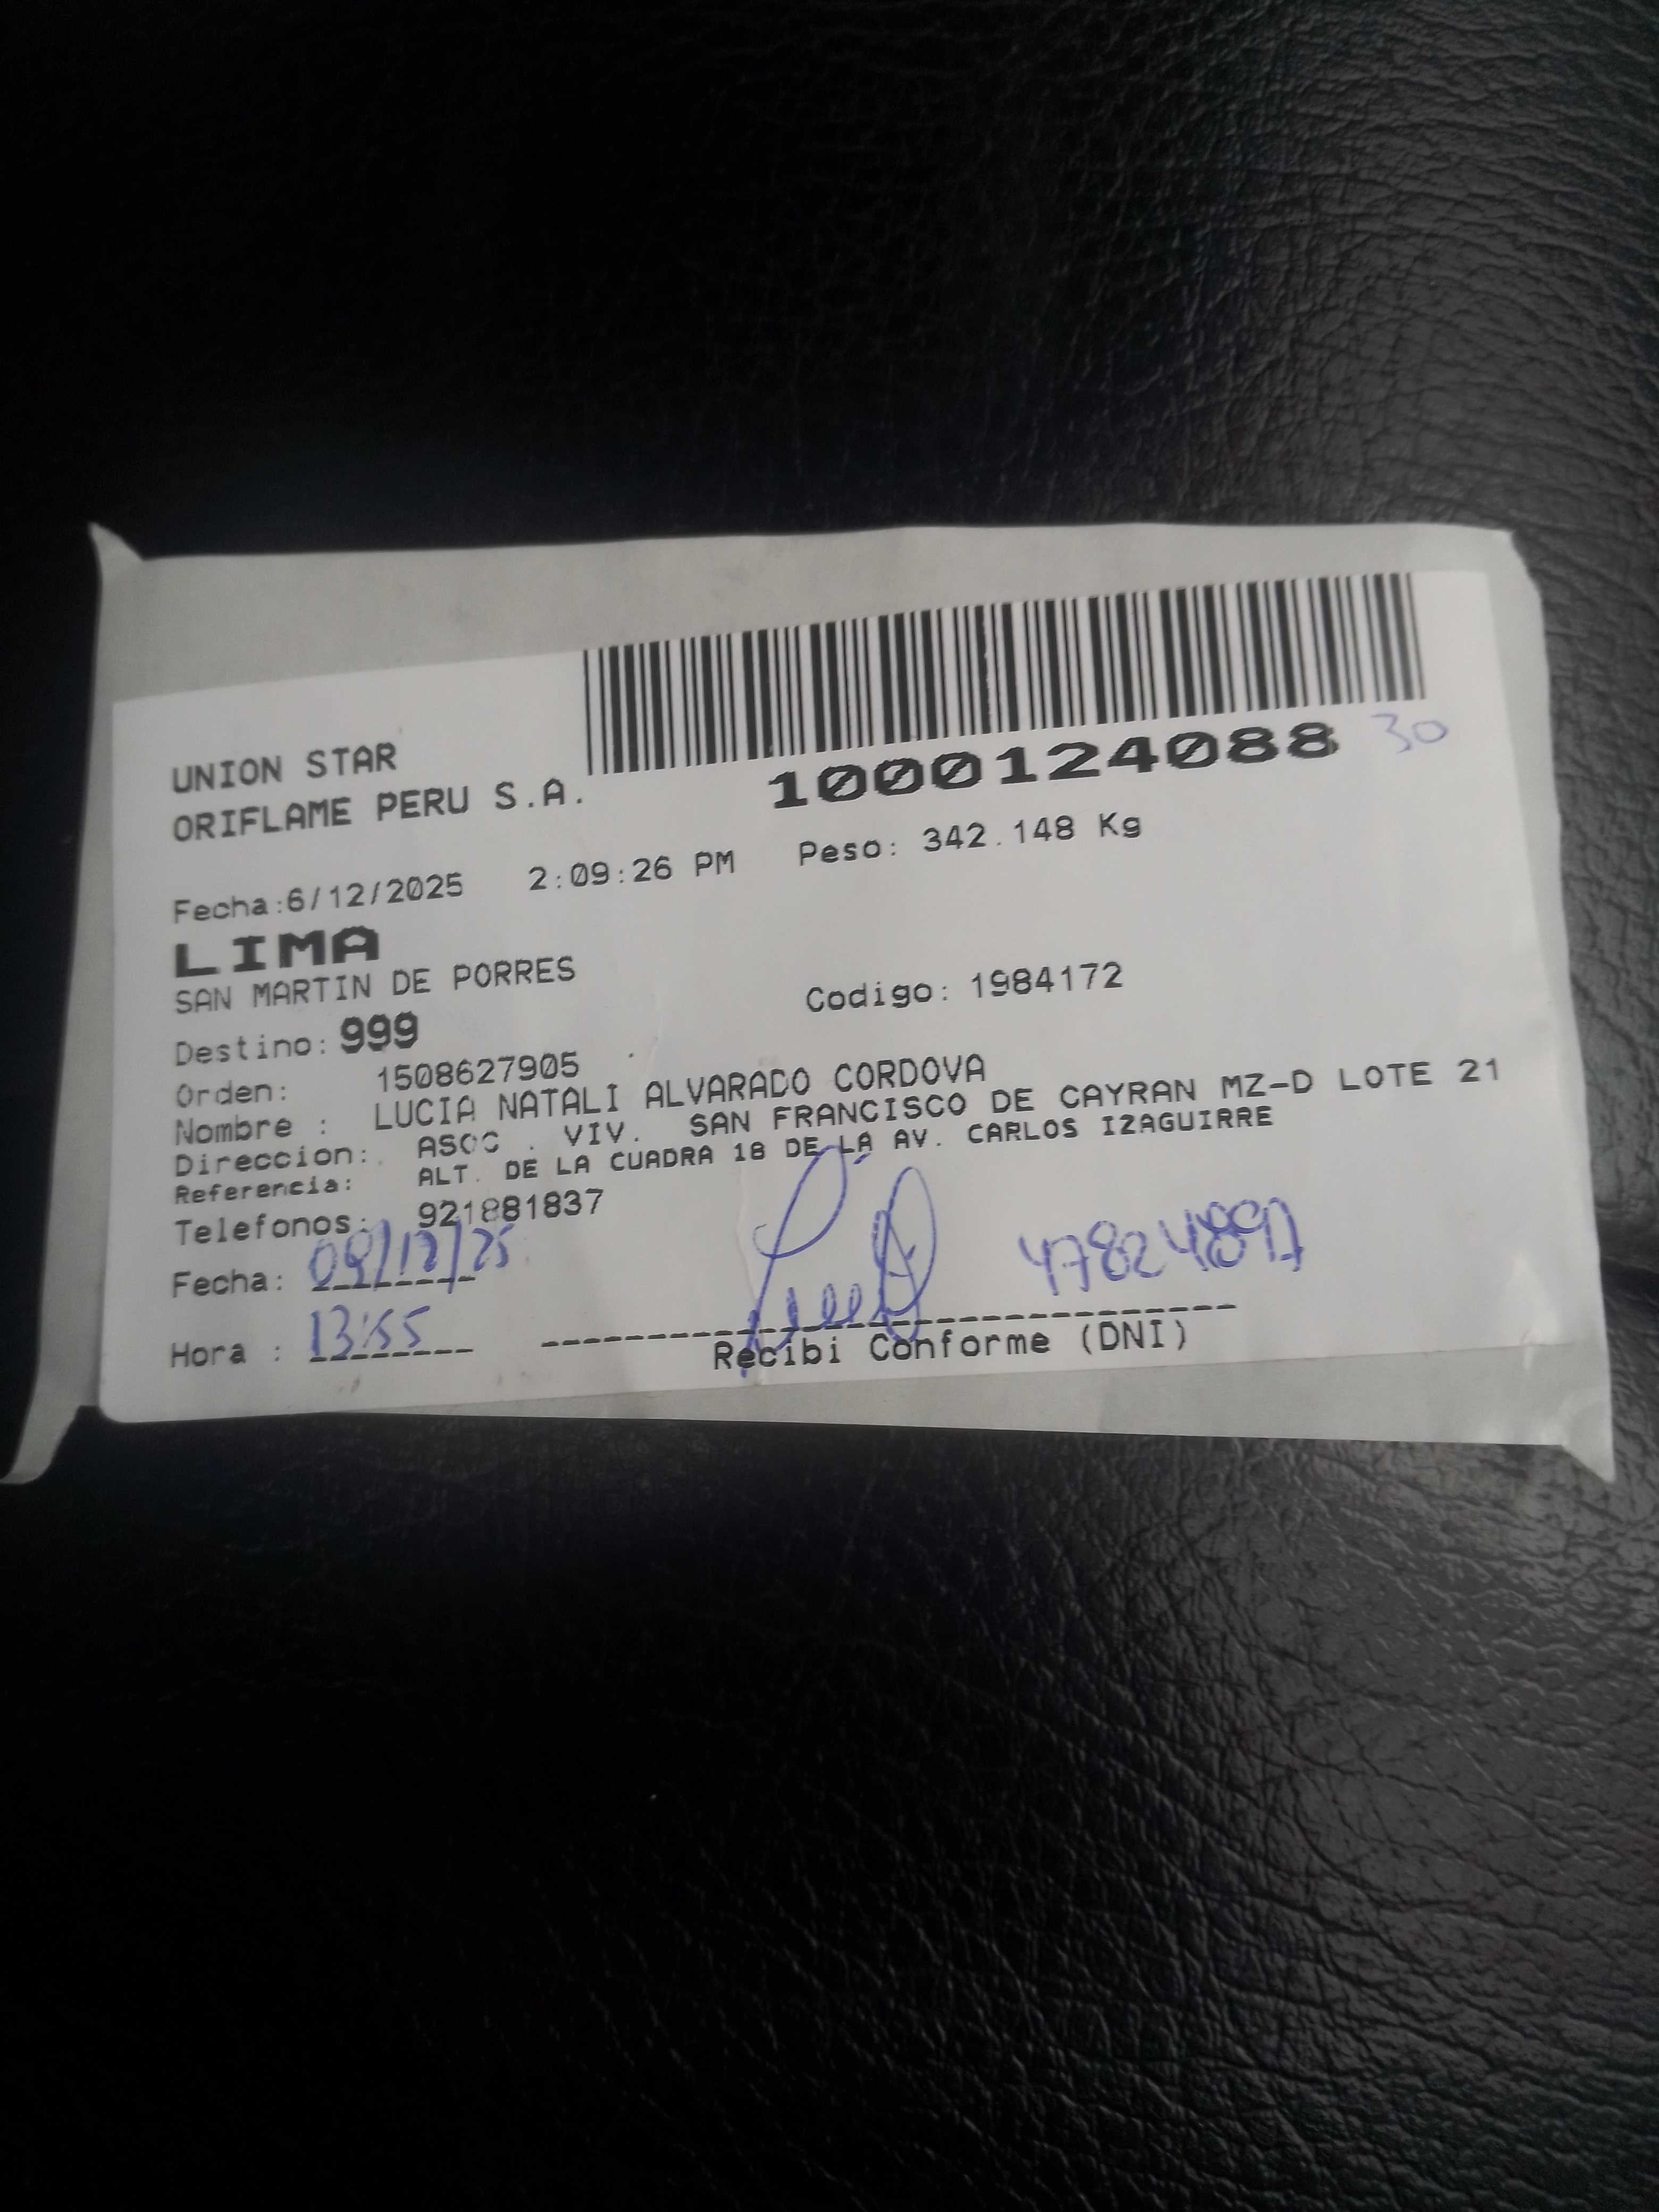 1000124088 30
UNION STAR
ORIFLAME PERU S.A.
Fecha:6/12/2025 2:09:26 PM Peso: 342.148 Kg
LIMA
SAN MARTIN DE PORRES
Codigo: 1984172
Destino: 999
Orden: 1508627905
Nombre : LUCIA NATALI ALVARADO CORDOVA
Direccion: ASOC . VIV. SAN FRANCISCO DE CAYRAN MZ-D LOTE 21
Referencia: ALT. DE LA CUADRA 18 DE LA AV. CARLOS IZAGUIRRE
Telefonos: 921881837
Fecha: 09/12/25
Hora : 13:55
Recibi Conforme (DNI)